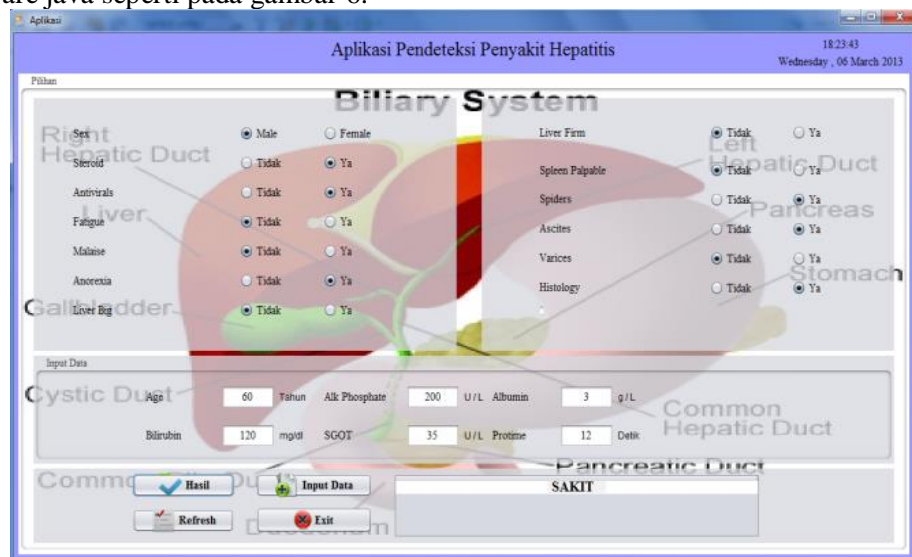 are java seperti pada gambar 6.
Aplikasi
Aplikasi Pendeteksi Penyakit Hepatitis
18:23:43
Wednesday , 06 March 2013
Pilihan
Biliary System
Right
Hepatic Duct
Liver
Gallbladder
Cystic Duct
Left
Hepatic Duct
Pancreas
Stomach
Common
Hepatic Duct
Pancreatic Duct
Duodenum
Sex Male Female
Steroid Tidak Ya
Antivirals Tidak Ya
Fatigue Tidak Ya
Malaise Tidak Ya
Anorexia Tidak Ya
Liver Big Tidak Ya
Liver Firm Tidak Ya
Spleen Palpable Tidak Ya
Spiders Tidak Ya
Ascites Tidak Ya
Varices Tidak Ya
Histology Tidak Ya
Input Data
Age 60 Tahun Alk Phosphate 200 U/L Albumin 3 g/L
Bilirubin 120 mg/dl SGOT 35 U/L Protime 12 Detik
Hasil Input Data
Refresh Exit
SAKIT